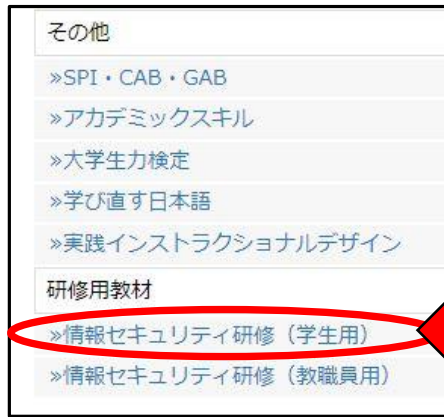 その他
»SPI・CAB・GAB
»アカデミックスキル
»大学生力検定
»学び直す日本語
»実践インストラクショナルデザイン
研修用教材
»情報セキュリティ研修（学生用）
»情報セキュリティ研修（教職員用）